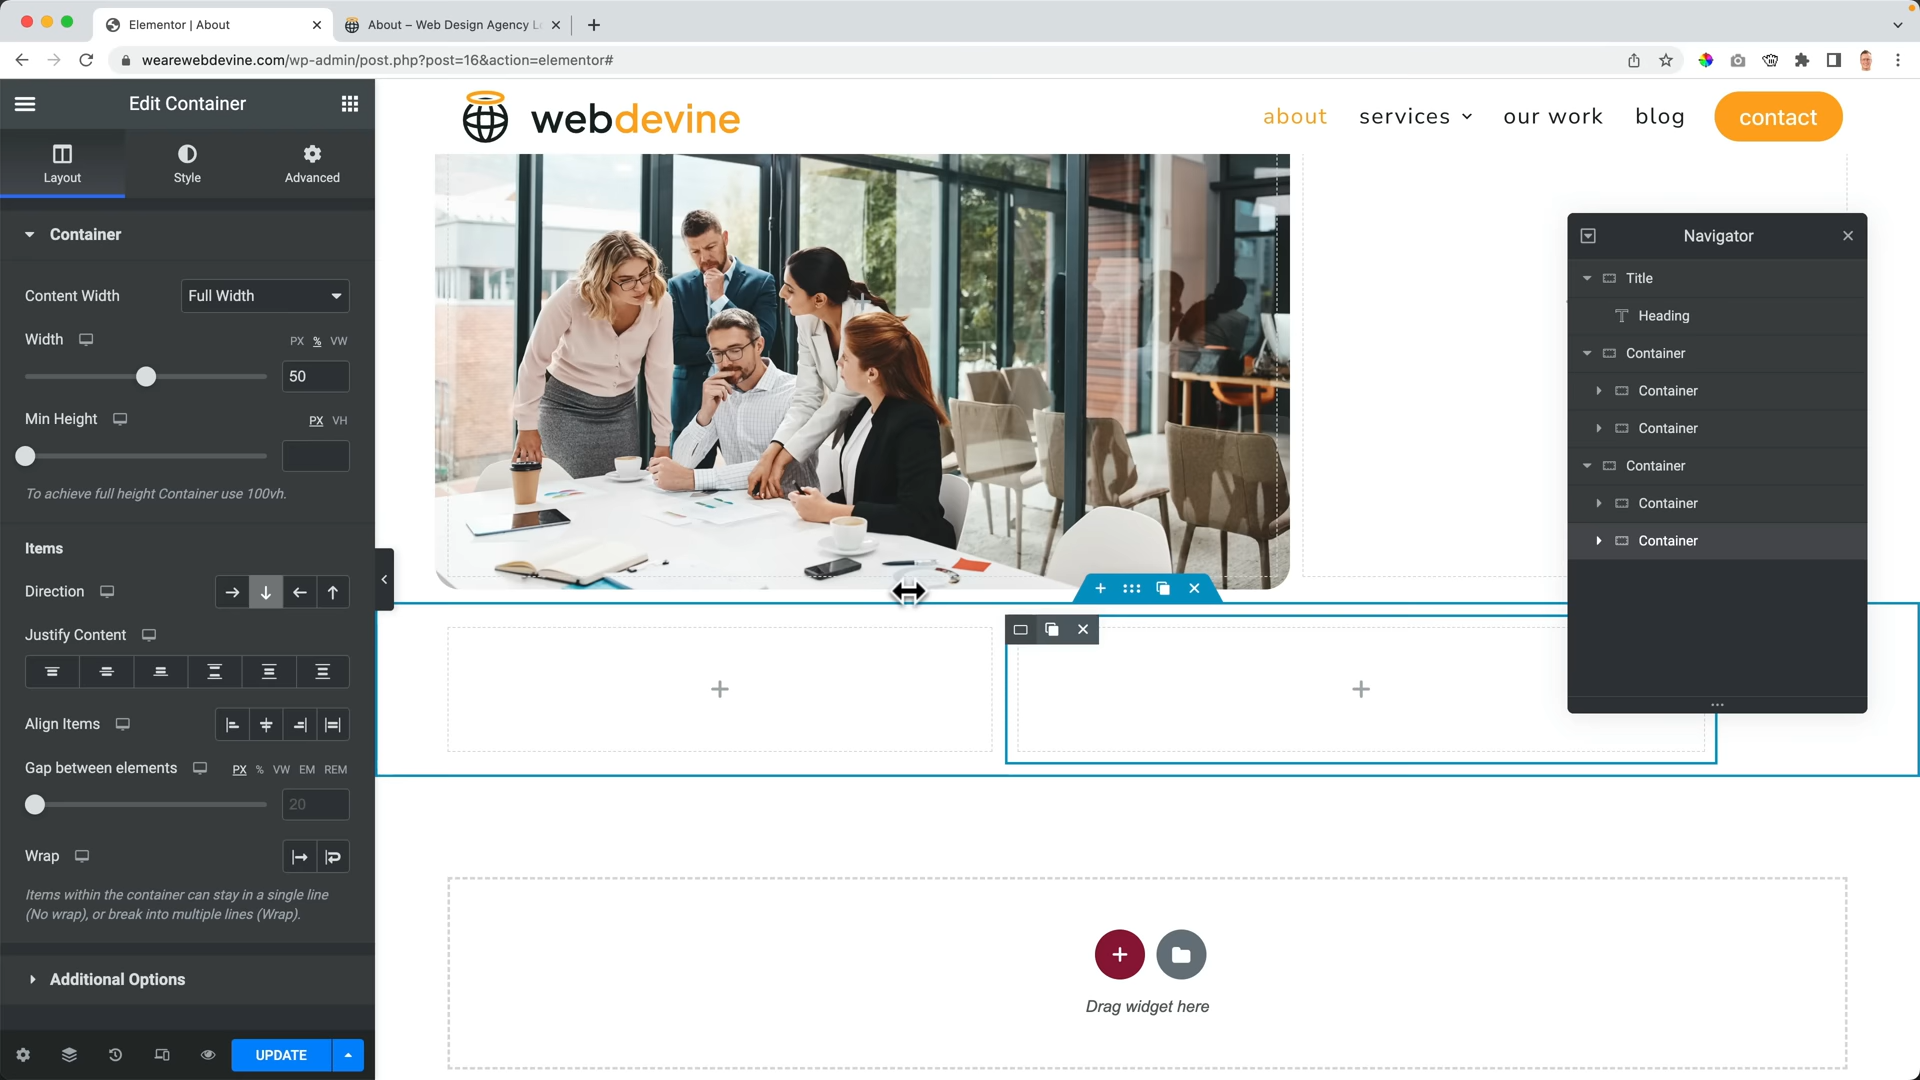 Elementor | About
About – Web Design Agency L
wearewebdevine.com/wp-admin/post.php?post=16&action=elementor#
Edit Container
Layout
Style
Advanced
Container
Content Width
Full Width
Width
PX % VW
50
Min Height
PX VH
To achieve full height Container use 100vh.
Items
Direction
Justify Content
Align Items
Gap between elements
PX % VW EM REM
20
Wrap
Items within the container can stay in a single line
(No wrap), or break into multiple lines (Wrap).
Additional Options
UPDATE
webdevine
about
services
our work
blog
contact
Navigator
Title
Heading
Container
Container
Container
Container
Container
Container
Drag widget here